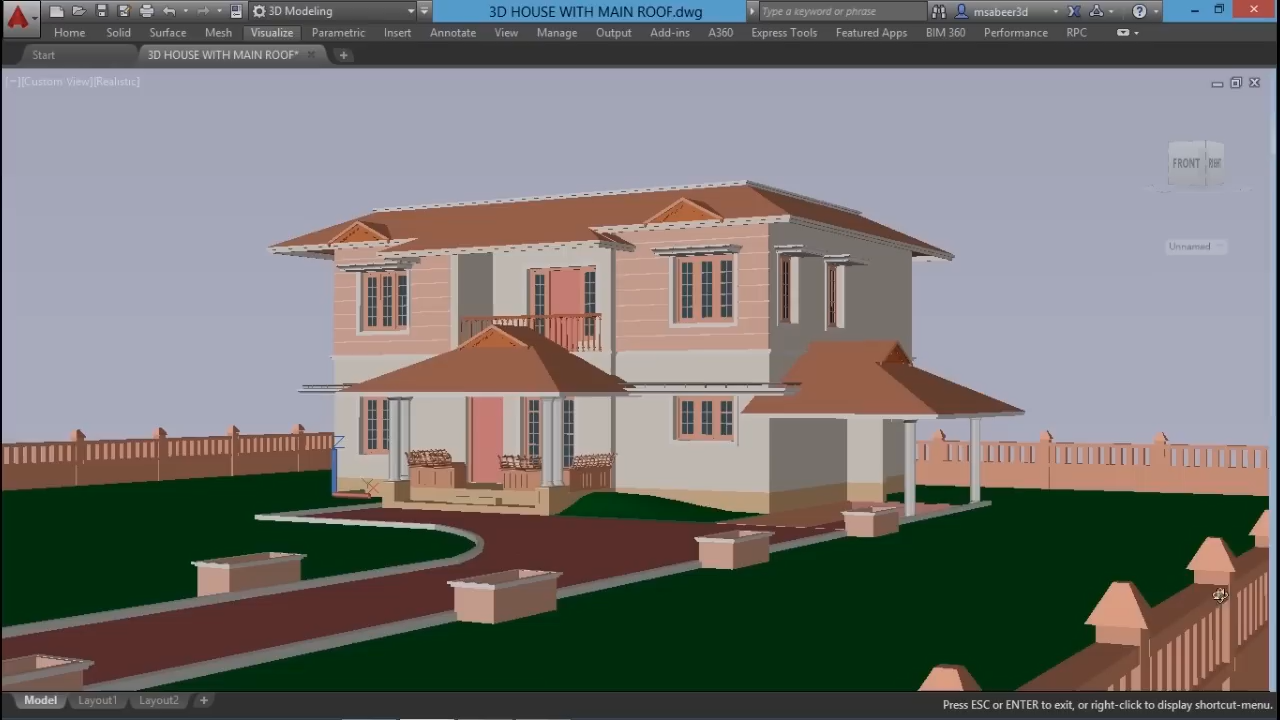 3D Modeling
3D HOUSE WITH MAIN ROOF.dwg
Type a keyword or phrase
msabeer3d
Home Solid Surface Mesh Visualize Parametric Insert Annotate View Manage Output Add-ins A360 Express Tools Featured Apps BIM 360 Performance RPC
Start
3D HOUSE WITH MAIN ROOF*
[−][Custom View][Realistic]
FRONT RIGHT
Unnamed
Z
X
Model Layout1 Layout2 +
Press ESC or ENTER to exit, or right-click to display shortcut-menu.